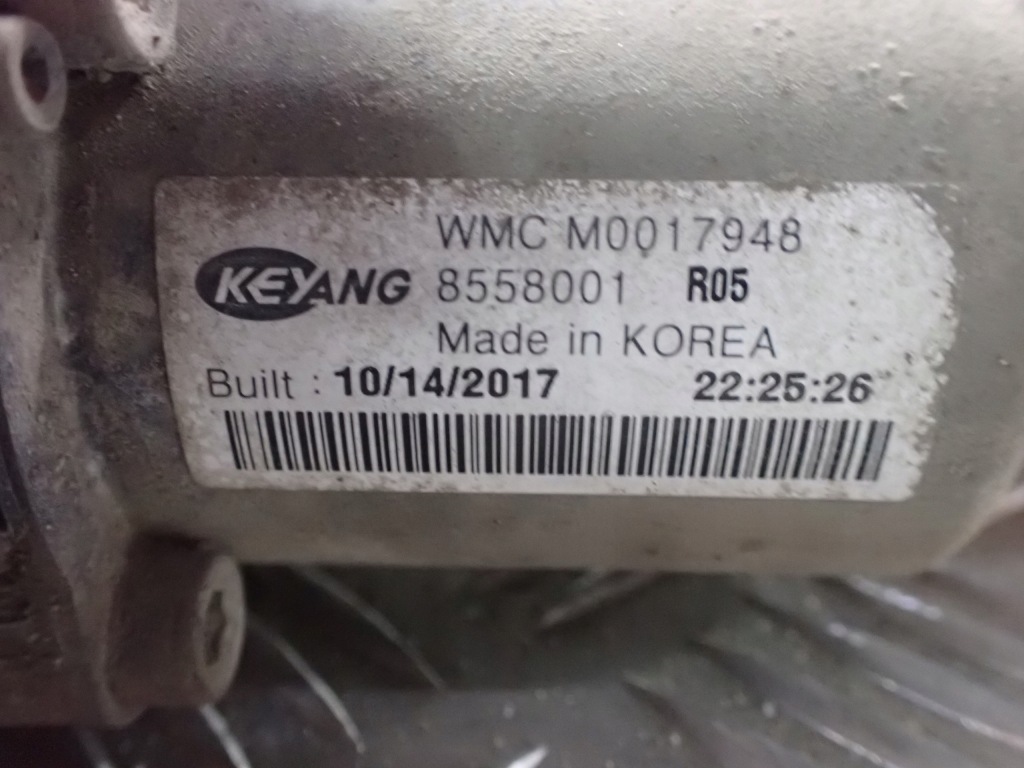 WMC M0017948
KEYANG 8558001 R05
Made in KOREA
Built : 10/14/2017 22:25:26